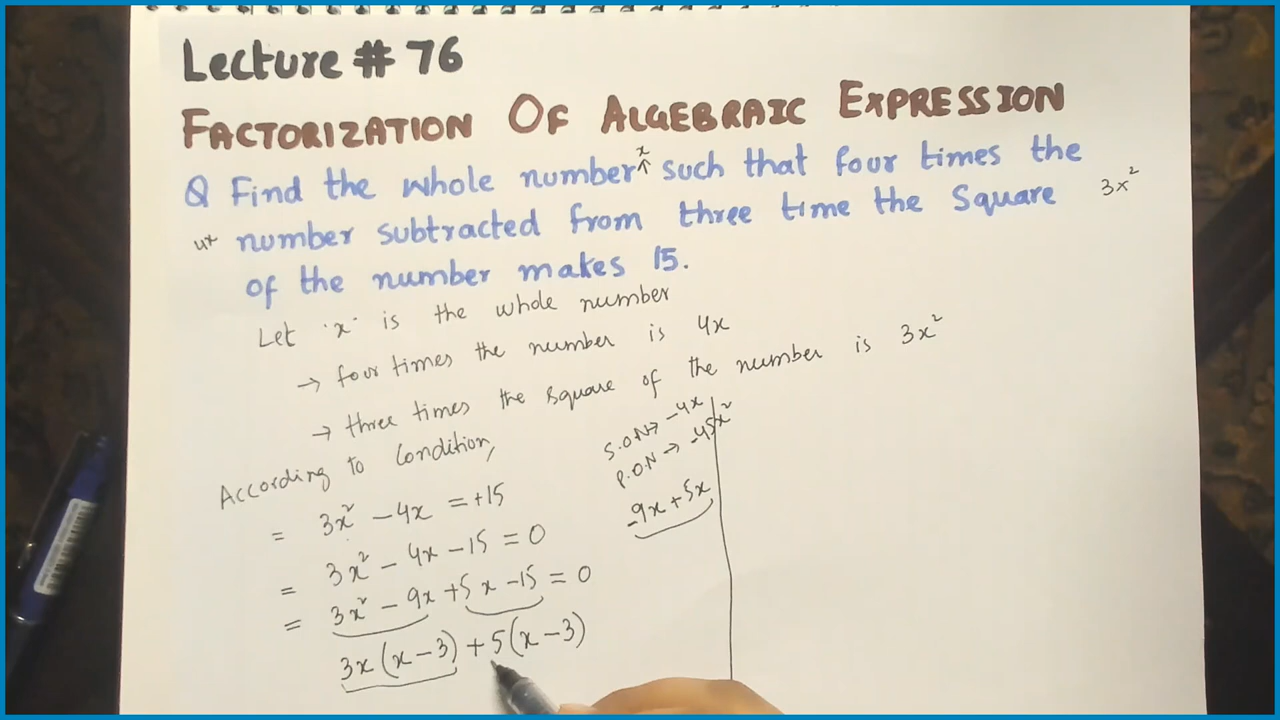 Lecture # 76
FACTORIZATION OF ALGEBRAIC EXPRESSION
Q Find the whole number x such that four times the
4x number subtracted from three time the Square 3x²
of the number makes 15.
Let 'x' is the whole number
→ four times the number is 4x
→ three times the square of the number is 3x²
According to Condition,
= 3x² - 4x = +15
= 3x² - 4x - 15 = 0
= 3x² - 9x + 5x - 15 = 0
3x(x - 3) + 5(x - 3)
S.O.N → -4x
P.O.N → -45x²
-9x + 5x